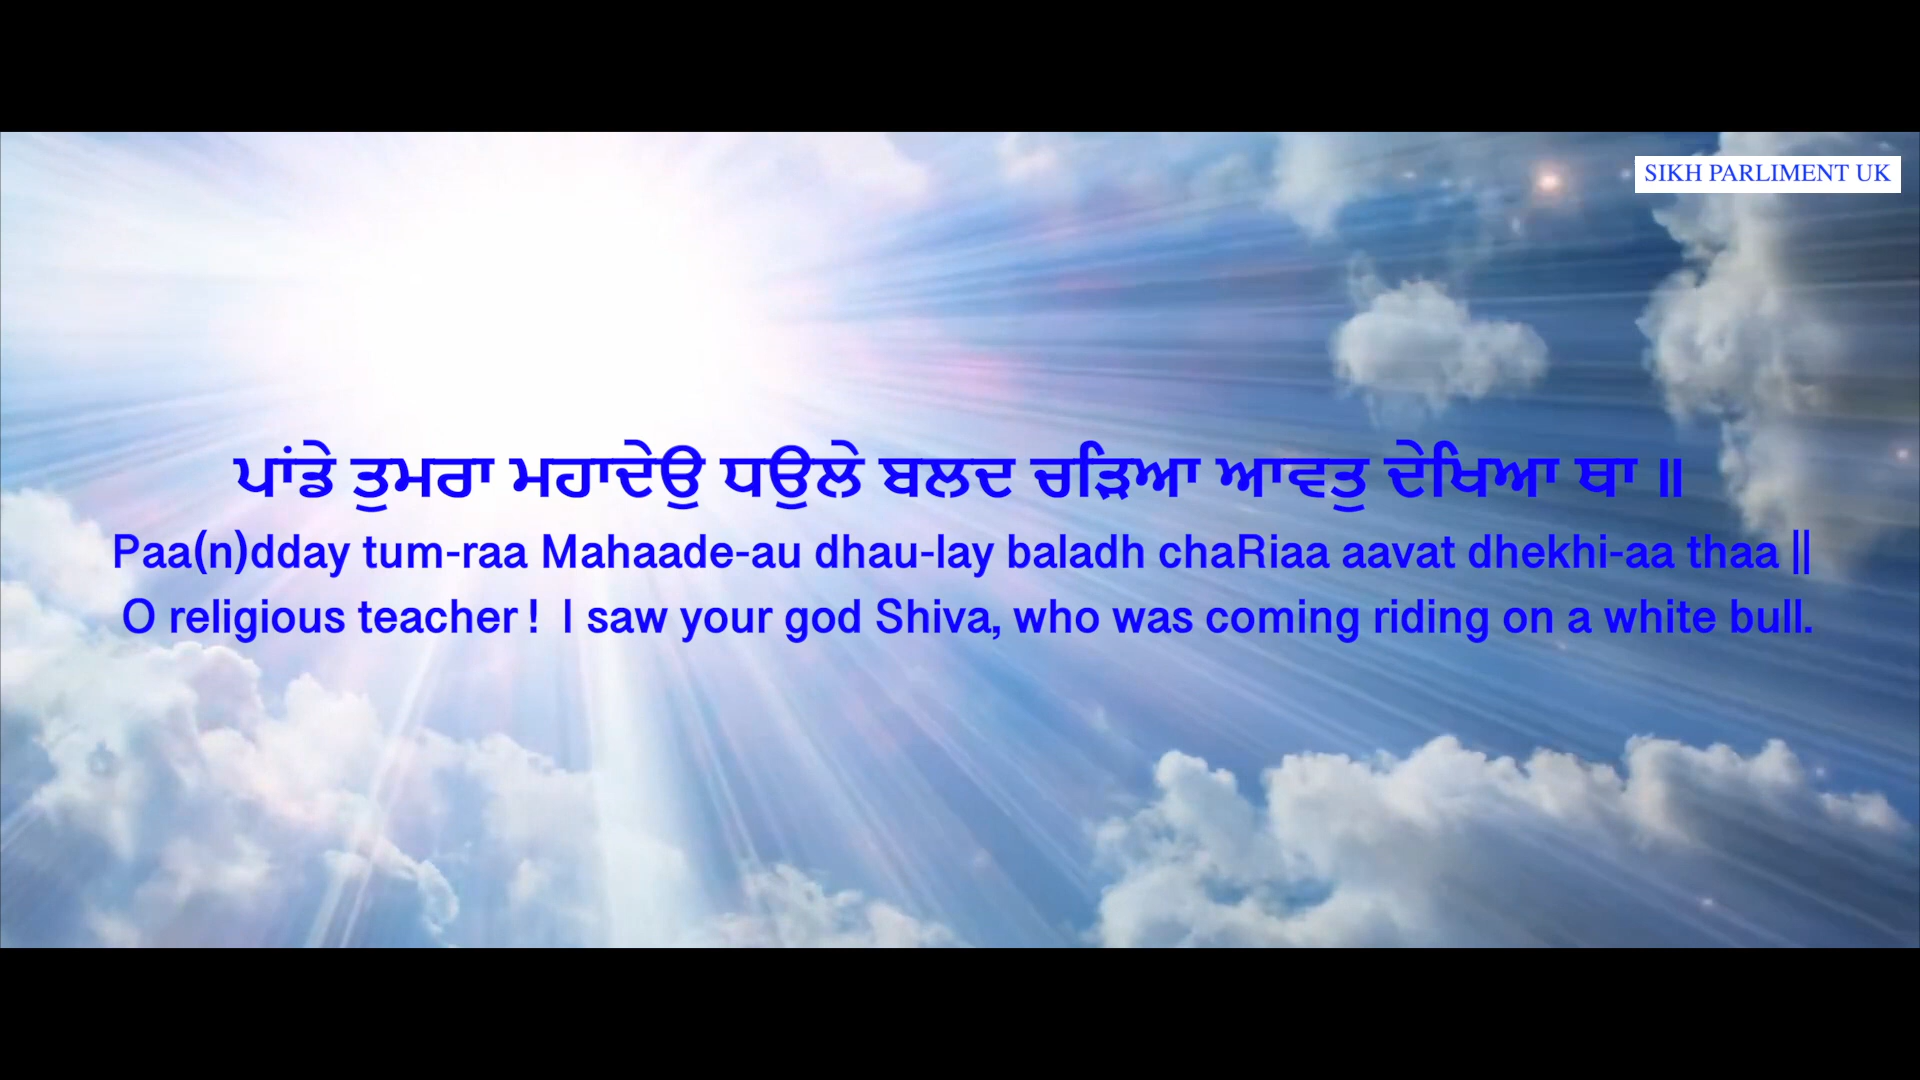 SIKH PARLIMENT UK
ਪਾਂਡੇ ਤੁਮਰਾ ਮਹਾਦੇਉ ਧਉਲੇ ਬਲਦ ਚੜਿਆ ਆਵਤੁ ਦੇਖਿਆ ਥਾ ॥
Paa(n)dday tum-raa Mahaade-au dhau-lay baladh chaRiaa aavat dhekhi-aa thaa ||
O religious teacher ! I saw your god Shiva, who was coming riding on a white bull.